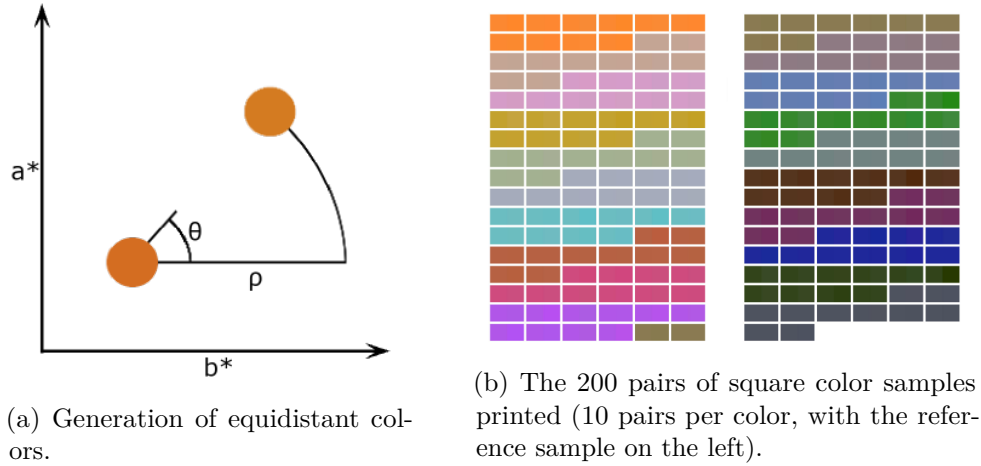 a*
θ
ρ
b*
(a) Generation of equidistant col-
ors.
(b) The 200 pairs of square color samples
printed (10 pairs per color, with the refer-
ence sample on the left).